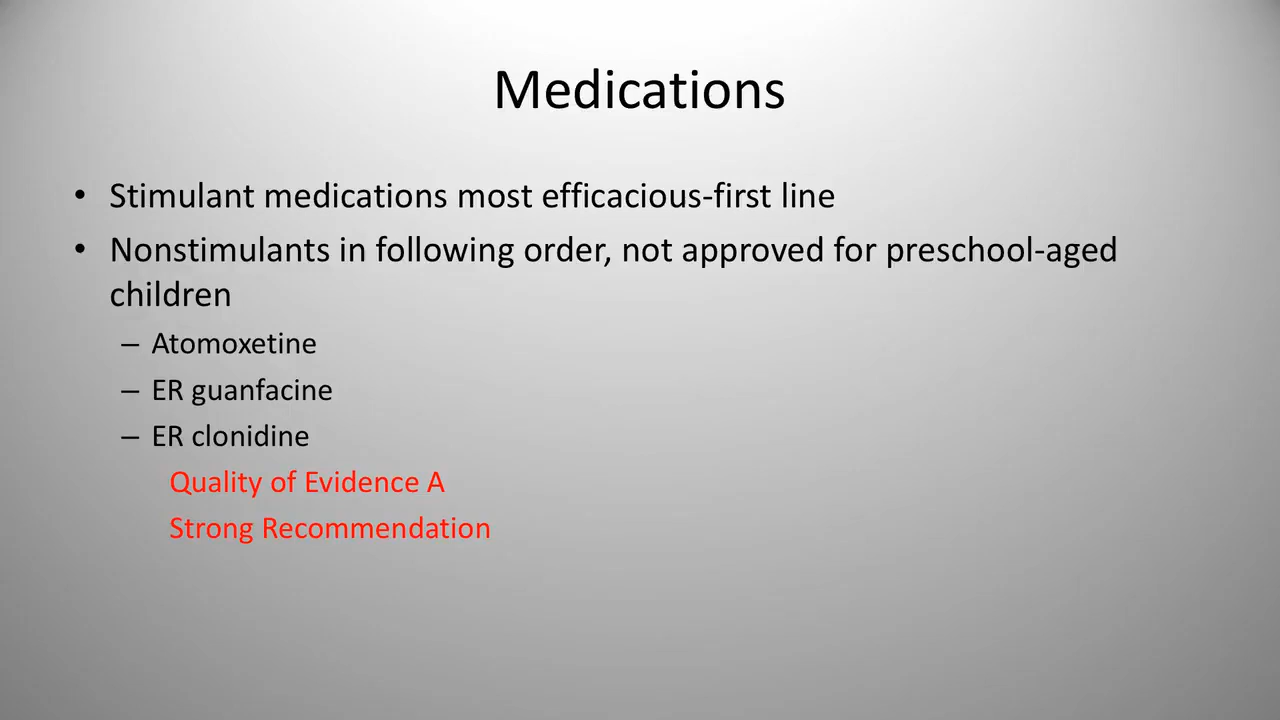 Medications
• Stimulant medications most efficacious-first line
• Nonstimulants in following order, not approved for preschool-aged
children
– Atomoxetine
– ER guanfacine
– ER clonidine
Quality of Evidence A
Strong Recommendation